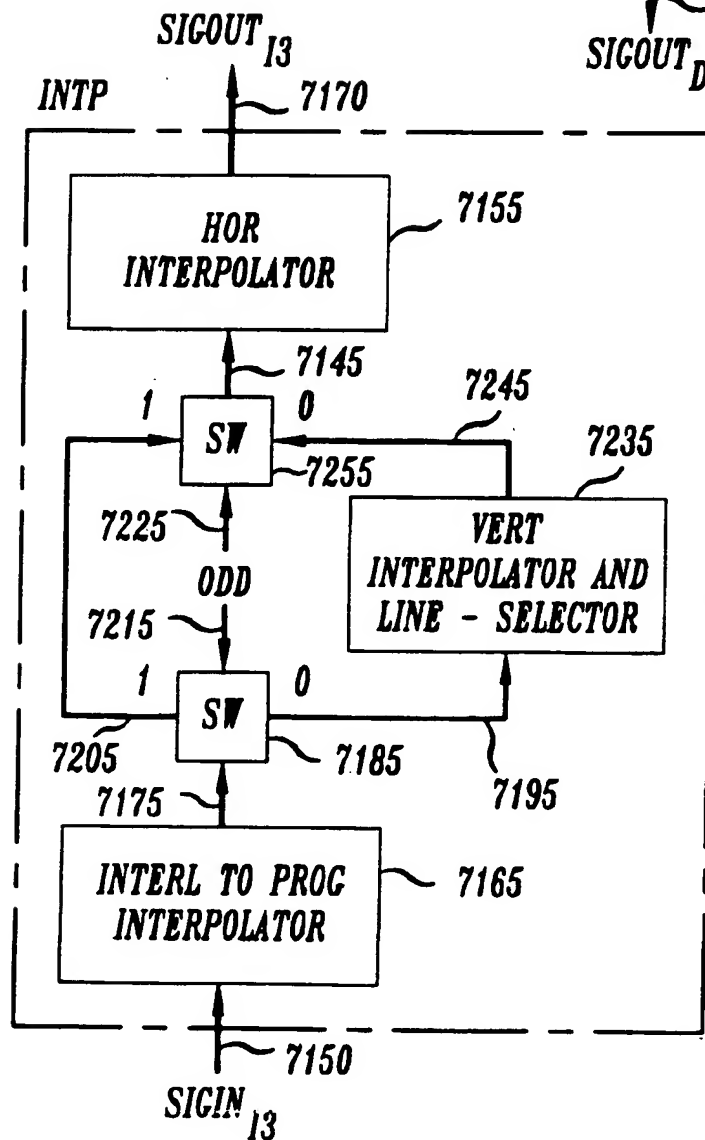 SIGOUT I3
SIGOUT D
INTP
7170
HOR
INTERPOLATOR
7155
7145
1
0
7245
SW
7255
7235
7225
VERT
INTERPOLATOR AND
LINE - SELECTOR
ODD
7215
1
0
SW
7205
7185
7195
7175
INTERL TO PROG
INTERPOLATOR
7165
7150
SIGIN I3